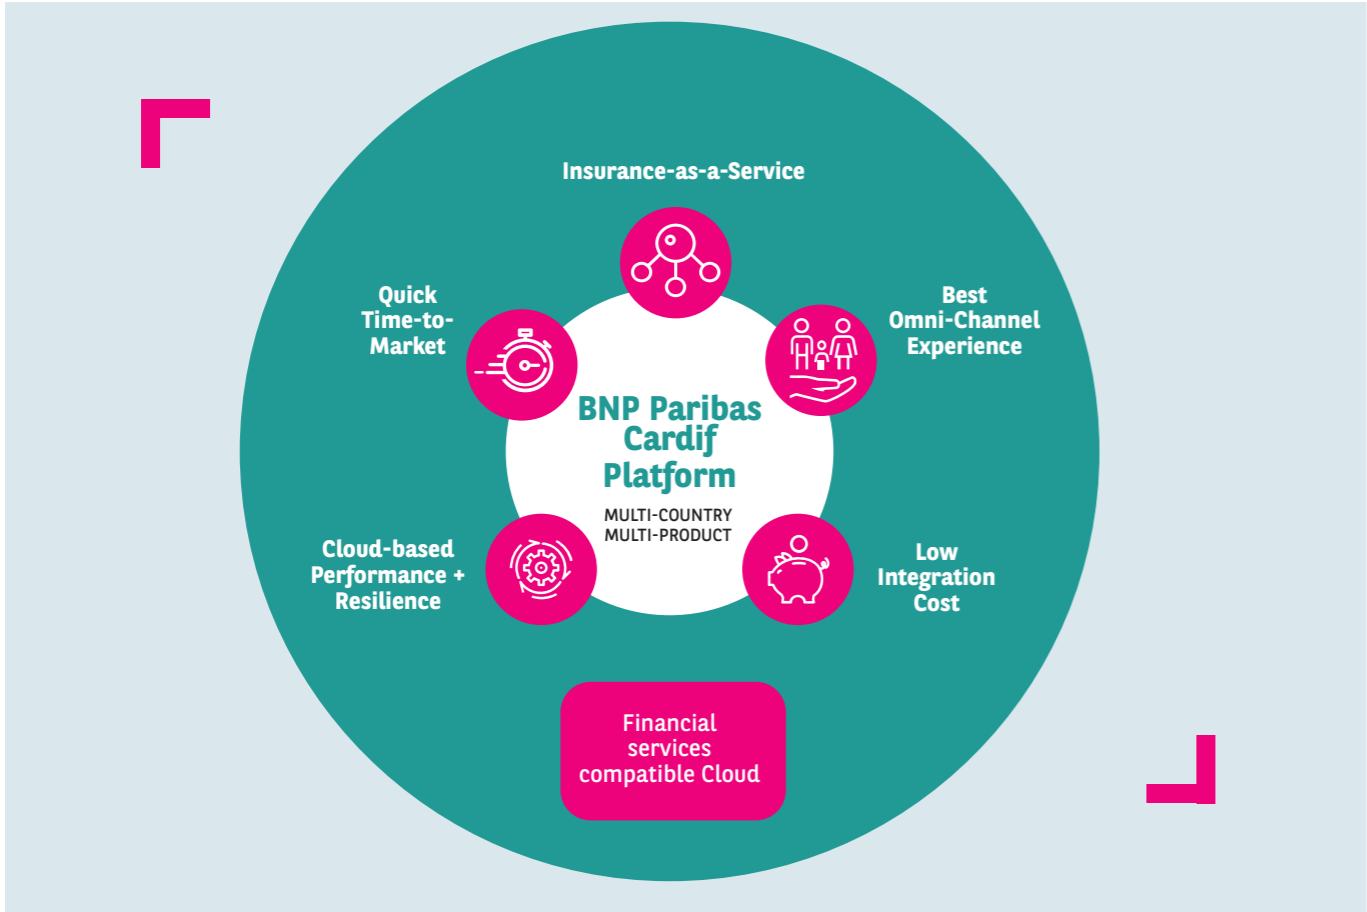 Insurance-as-a-Service
Quick
Time-to-
Market
Best
Omni-Channel
Experience
BNP Paribas
Cardif
Platform
MULTI-COUNTRY
MULTI-PRODUCT
Cloud-based
Performance +
Resilience
Low
Integration
Cost
Financial
services
compatible Cloud